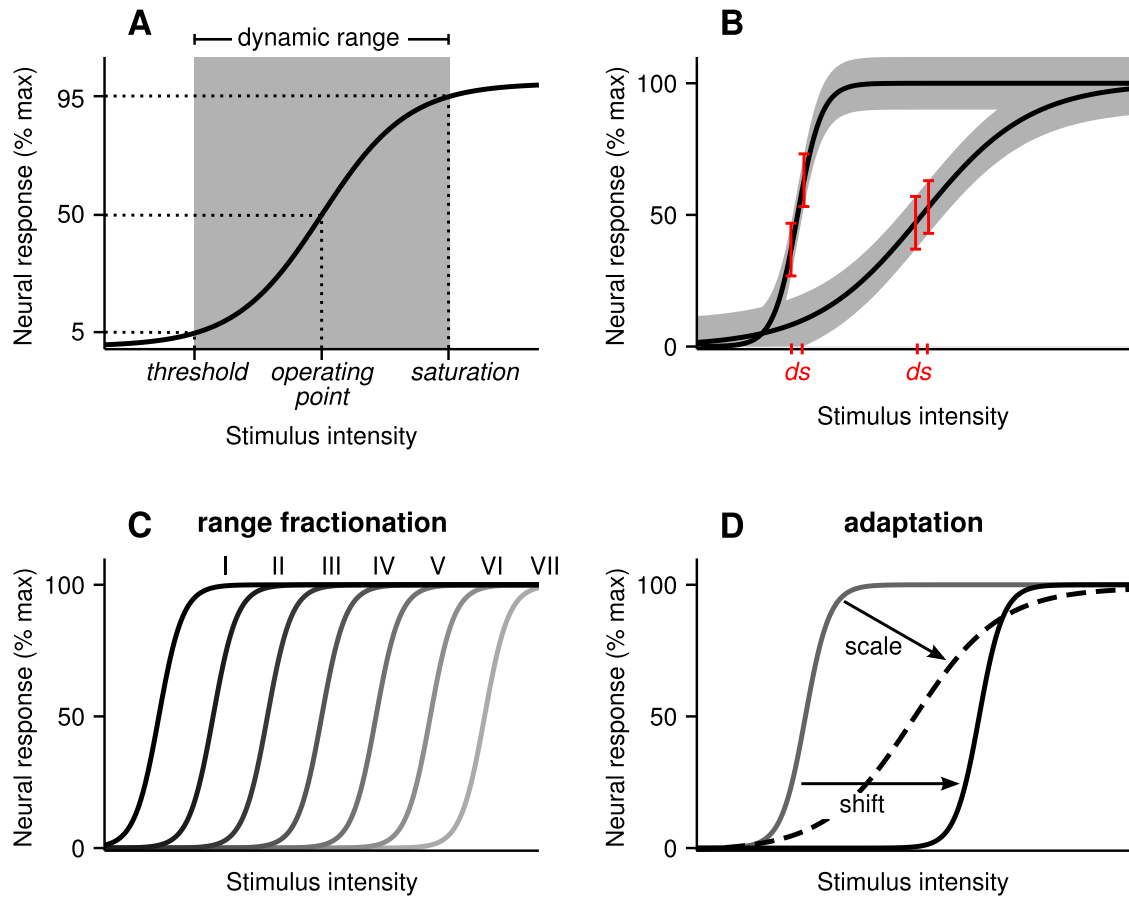 A
dynamic range
Neural response (% max)
95
50
5
threshold
operating
point
saturation
Stimulus intensity
B
Neural response (% max)
100
50
0
ds
ds
Stimulus intensity
C
range fractionation
I
II
III
IV
V
VI
VII
Neural response (% max)
100
50
0
Stimulus intensity
D
adaptation
Neural response (% max)
100
50
0
scale
shift
Stimulus intensity